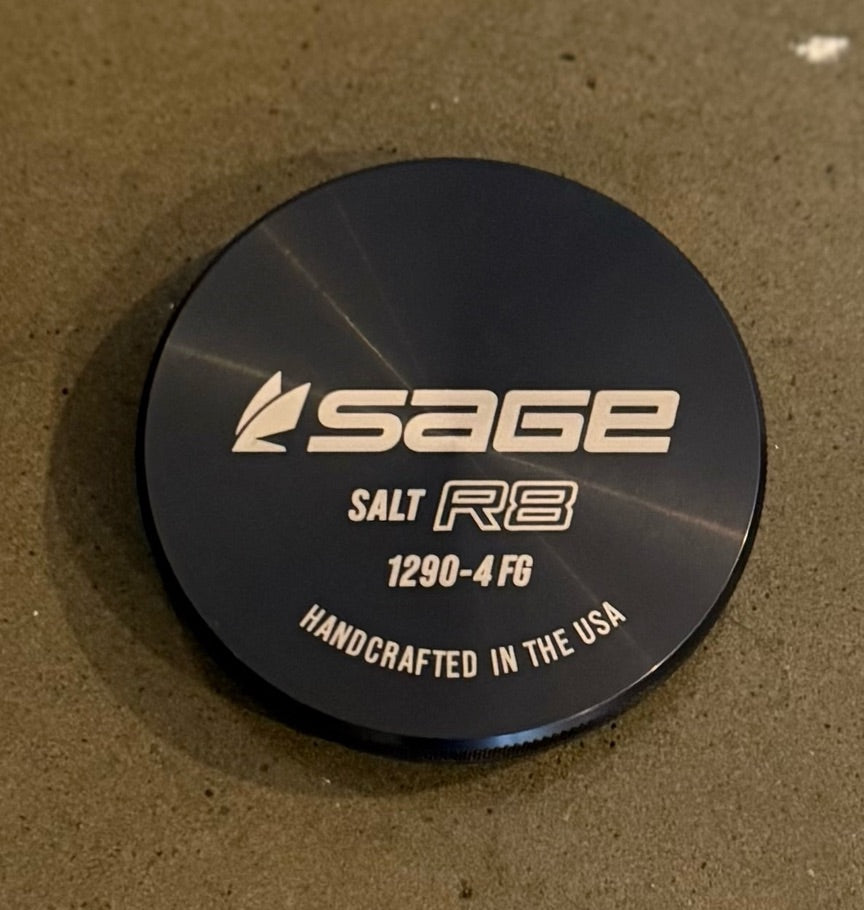 sage
SALT R8
1290-4 FG
HANDCRAFTED IN THE USA